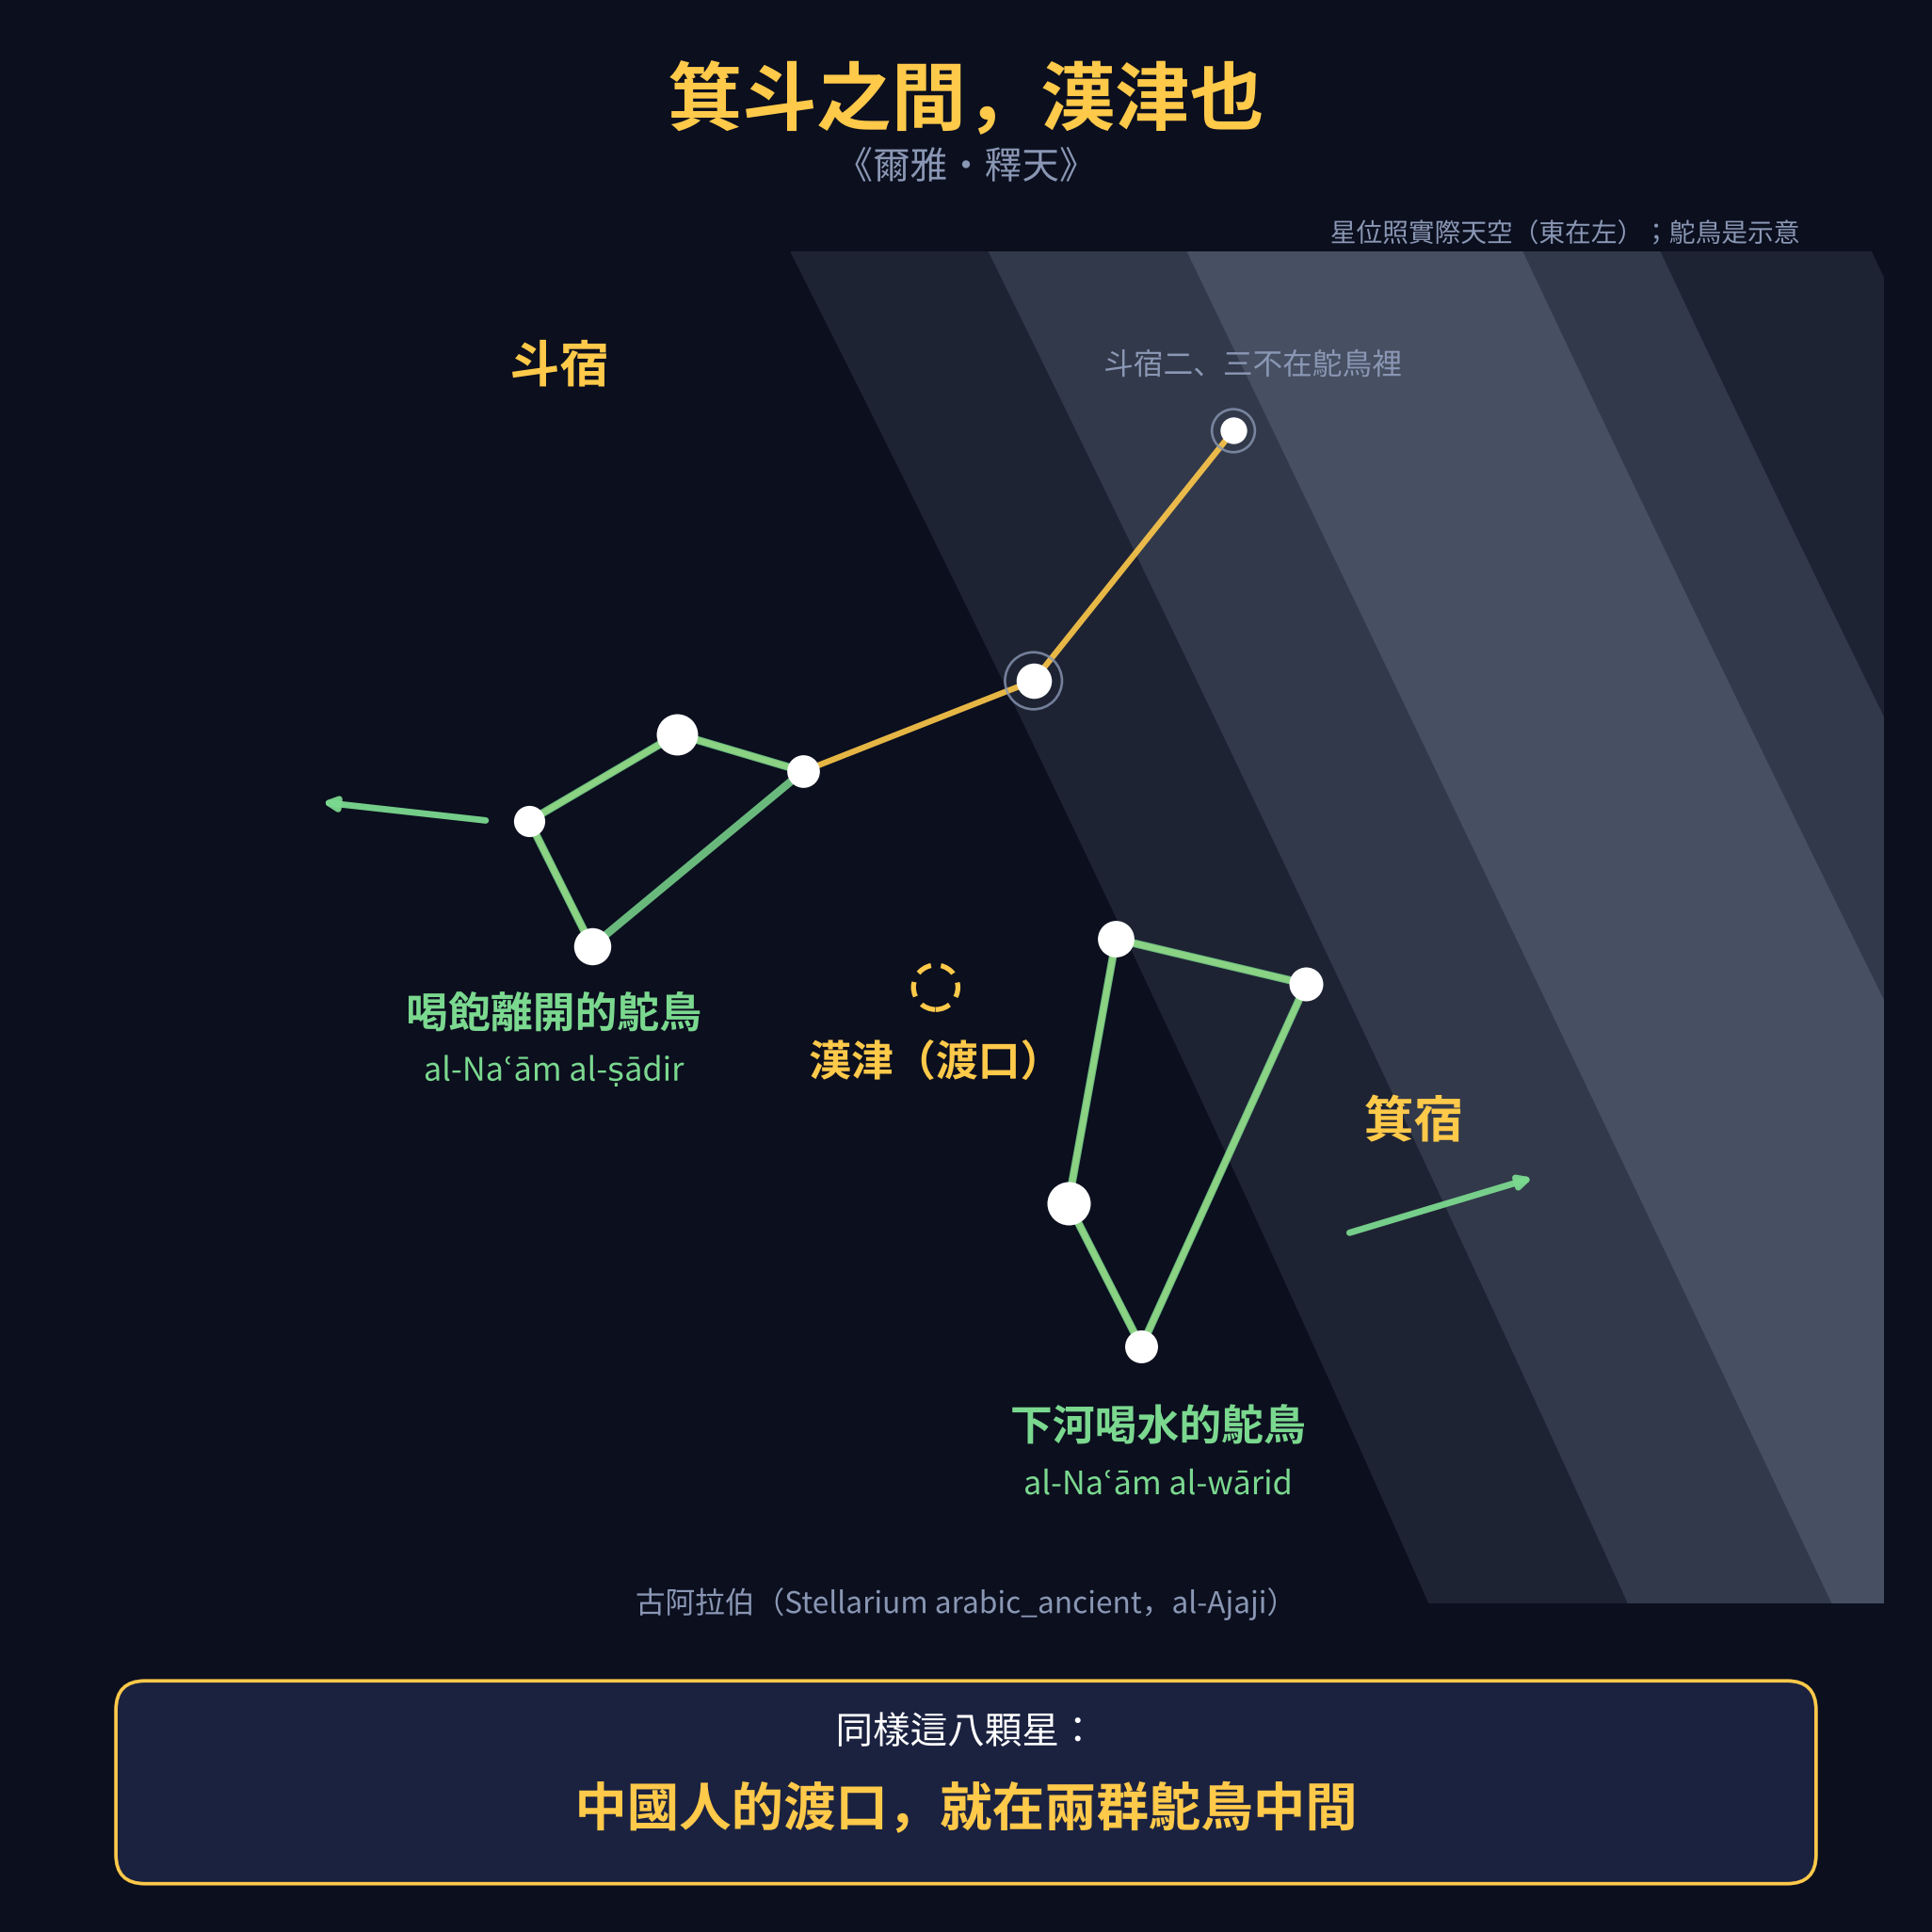 箕斗之間，漢津也
《爾雅·釋天》
星位照實際天空（東在左）；鴕鳥是示意
斗宿
斗宿二、三不在鴕鳥裡
喝飽離開的鴕鳥
al-Naʿām al-ṣādir
漢津（渡口）
箕宿
下河喝水的鴕鳥
al-Naʿām al-wārid
古阿拉伯（Stellarium arabic_ancient，al-Ajaji）
同樣這八顆星：
中國人的渡口，就在兩群鴕鳥中間